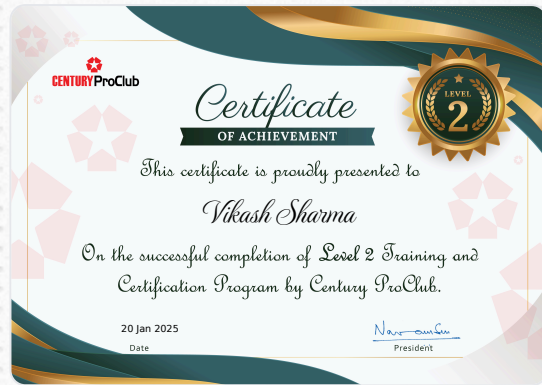 CENTURY ProClub
Certificate
OF ACHIEVEMENT
LEVEL
2
This certificate is proudly presented to
Vikash Sharma
On the successful completion of Level 2 Training and
Certification Program by Century ProClub.
20 Jan 2025
Date
President